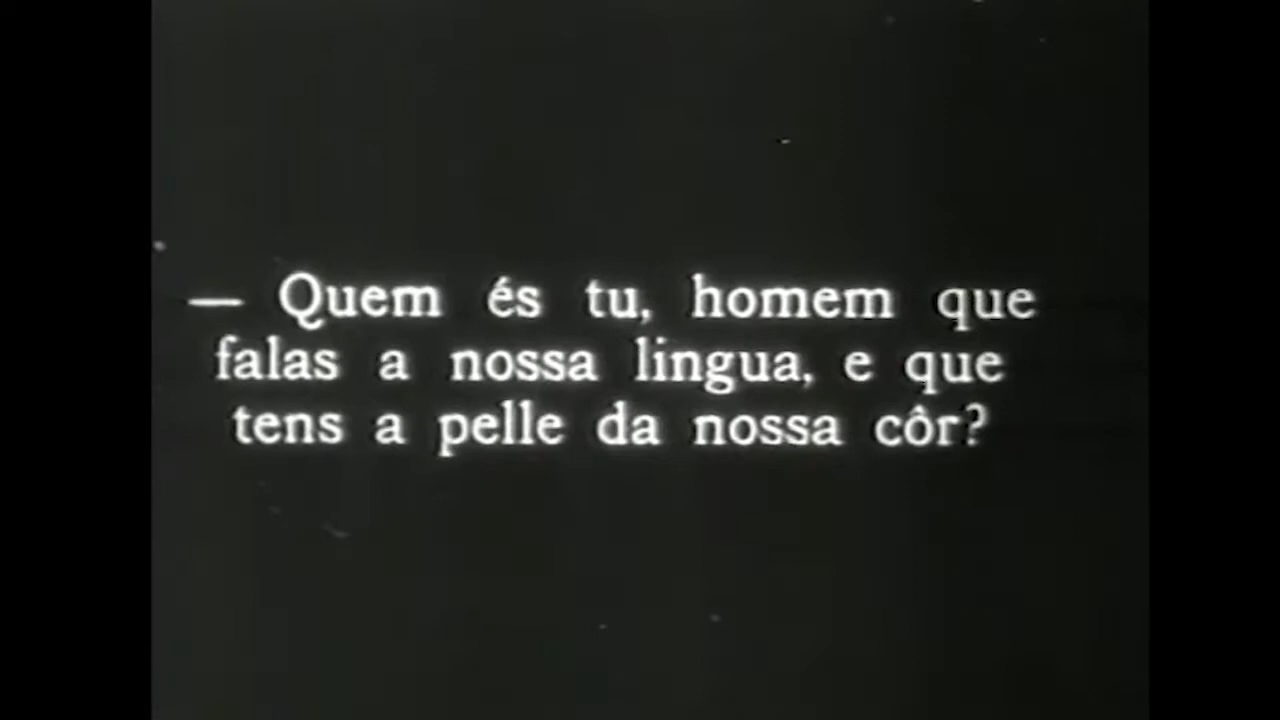 — Quem és tu, homem que
falas a nossa lingua, e que
tens a pelle da nossa côr?